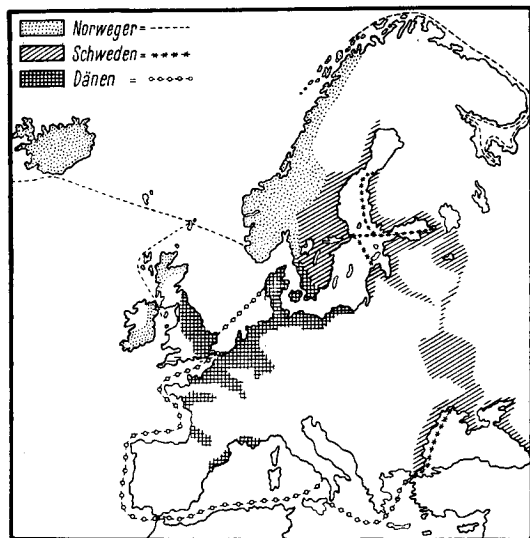 Norweger=
Schweden=
Dänen =